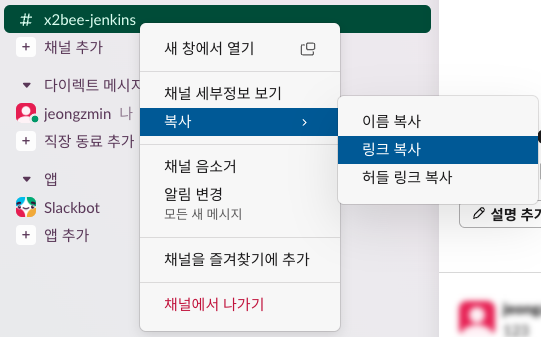 # x2bee-jenkins
+ 채널 추가
다이렉트 메시지
jeongzmin 나
+ 직장 동료 추가
앱
Slackbot
+ 앱 추가
새 창에서 열기
채널 세부정보 보기
복사
채널 음소거
알림 변경
모든 새 메시지
채널을 즐겨찾기에 추가
채널에서 나가기
이름 복사
링크 복사
허들 링크 복사
설명 추가